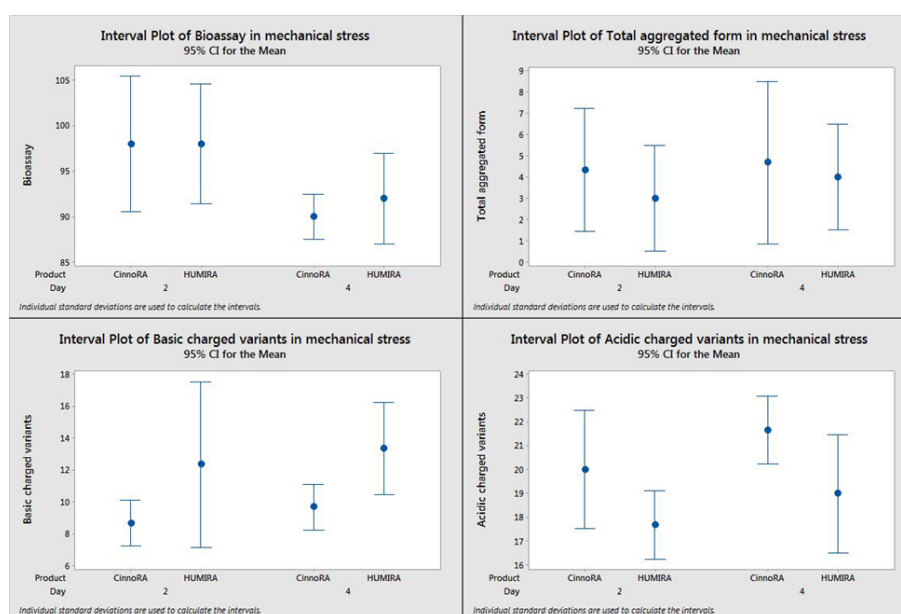 Interval Plot of Bioassay in mechanical stress
95% CI for the Mean
105
100
95
90
85
Bioassay
Product CinnoRA HUMIRA CinnoRA HUMIRA
Day 2 4
Individual standard deviations are used to calculate the intervals.
Interval Plot of Total aggregated form in mechanical stress
95% CI for the Mean
9
8
7
6
5
4
3
2
1
0
Total aggregated form
Product CinnoRA HUMIRA CinnoRA HUMIRA
Day 2 4
Individual standard deviations are used to calculate the intervals.
Interval Plot of Basic charged variants in mechanical stress
95% CI for the Mean
18
16
14
12
10
8
6
Basic charged variants
Product CinnoRA HUMIRA CinnoRA HUMIRA
Day 2 4
Individual standard deviations are used to calculate the intervals.
Interval Plot of Acidic charged variants in mechanical stress
95% CI for the Mean
24
23
22
21
20
19
18
17
16
Acidic charged variants
Product CinnoRA HUMIRA CinnoRA HUMIRA
Day 2 4
Individual standard deviations are used to calculate the intervals.